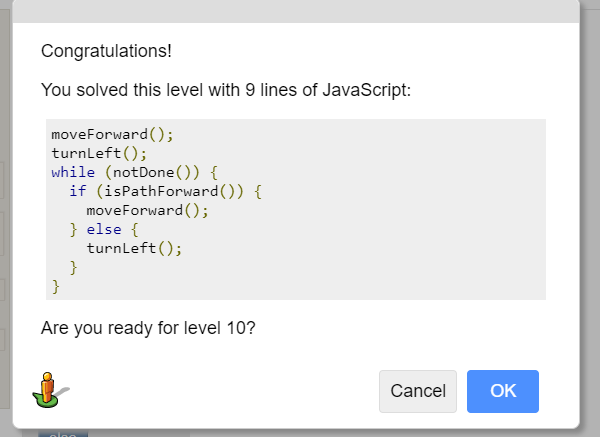 Congratulations!
You solved this level with 9 lines of JavaScript:
moveForward();
turnLeft();
while (notDone()) {
  if (isPathForward()) {
    moveForward();
  } else {
    turnLeft();
  }
}
Are you ready for level 10?
Cancel OK
else